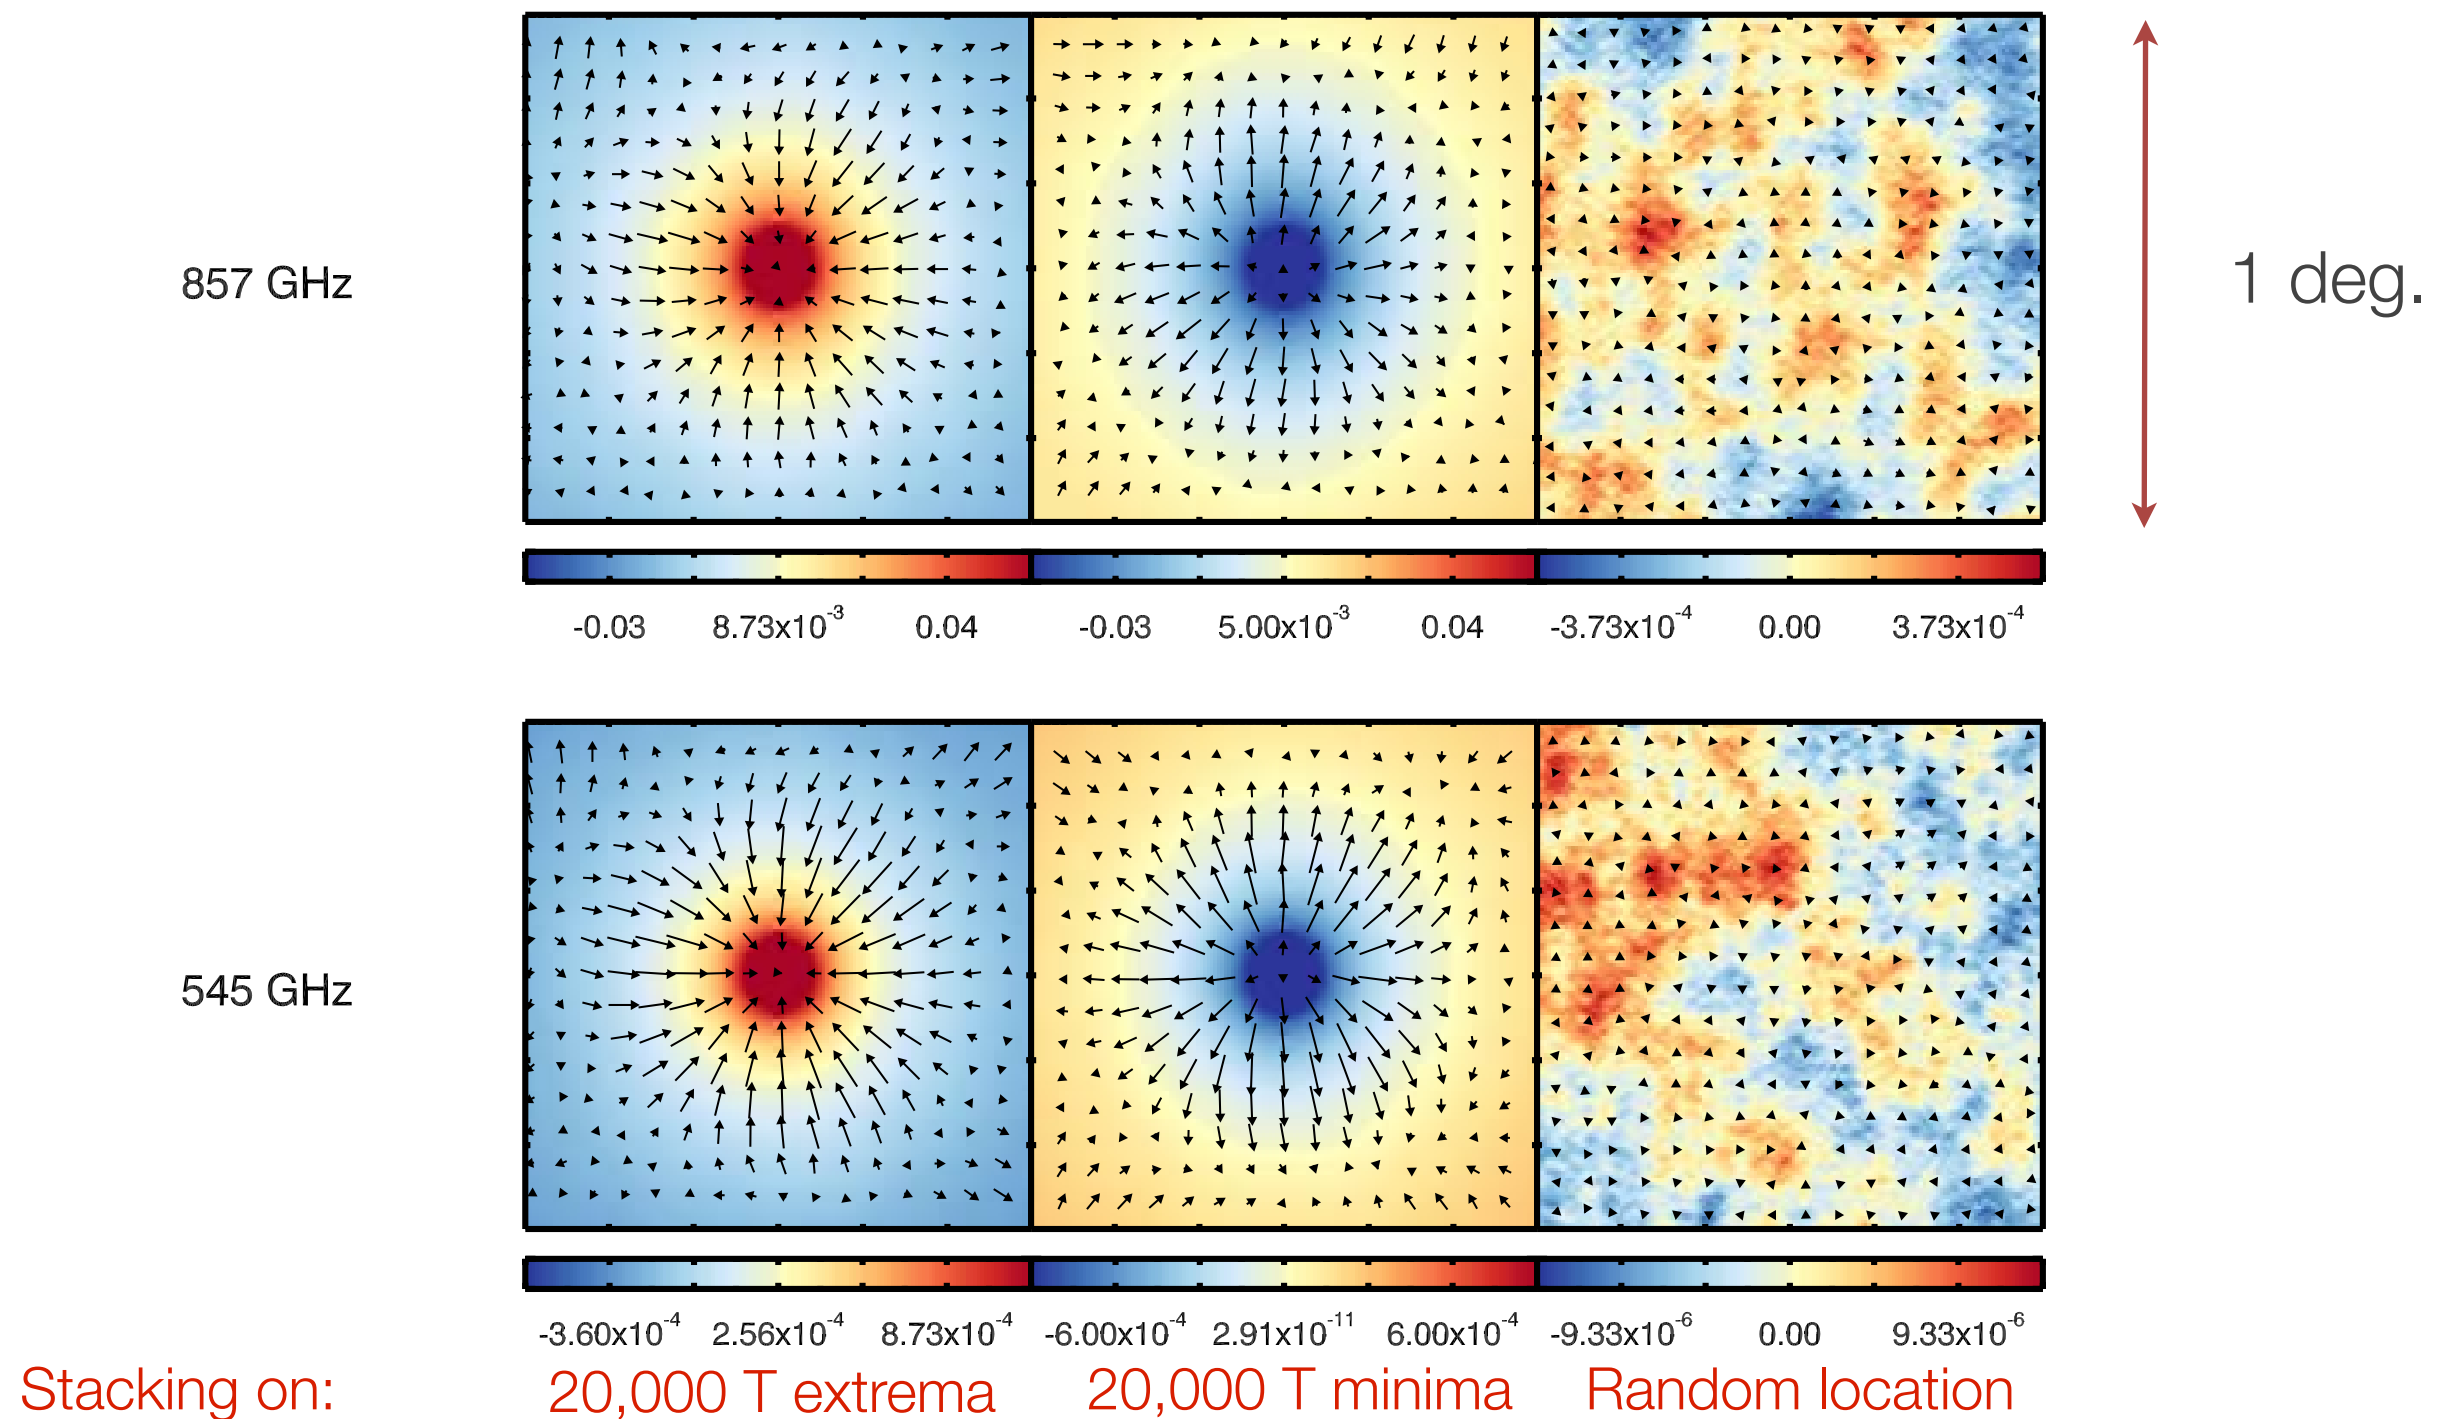 857 GHz
1 deg.
-0.03 8.73x10⁻³ 0.04 -0.03 5.00x10⁻³ 0.04 -3.73x10⁻⁴ 0.00 3.73x10⁻⁴
545 GHz
-3.60x10⁻⁴ 2.56x10⁻⁴ 8.73x10⁻⁴ -6.00x10⁻⁴ 2.91x10⁻¹¹ 6.00x10⁻⁴ -9.33x10⁻⁶ 0.00 9.33x10⁻⁶
Stacking on: 20,000 T extrema 20,000 T minima Random location